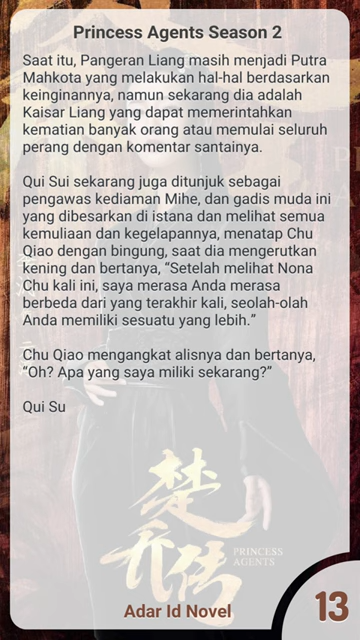 Princess Agents Season 2
Saat itu, Pangeran Liang masih menjadi Putra
Mahkota yang melakukan hal-hal berdasarkan
keinginannya, namun sekarang dia adalah
Kaisar Liang yang dapat memerintahkan
kematian banyak orang atau memulai seluruh
perang dengan komentar santainya.
Qui Sui sekarang juga ditunjuk sebagai
pengawas kediaman Mihe, dan gadis muda ini
yang dibesarkan di istana dan melihat semua
kemuliaan dan kegelapannya, menatap Chu
Qiao dengan bingung, saat dia mengerutkan
kening dan bertanya, “Setelah melihat Nona
Chu kali ini, saya merasa Anda merasa
berbeda dari yang terakhir kali, seolah-olah
Anda memiliki sesuatu yang lebih.”
Chu Qiao mengangkat alisnya dan bertanya,
“Oh? Apa yang saya miliki sekarang?”
Qui Su
楚乔传
PRINCESS
AGENTS
Adar Id Novel
13